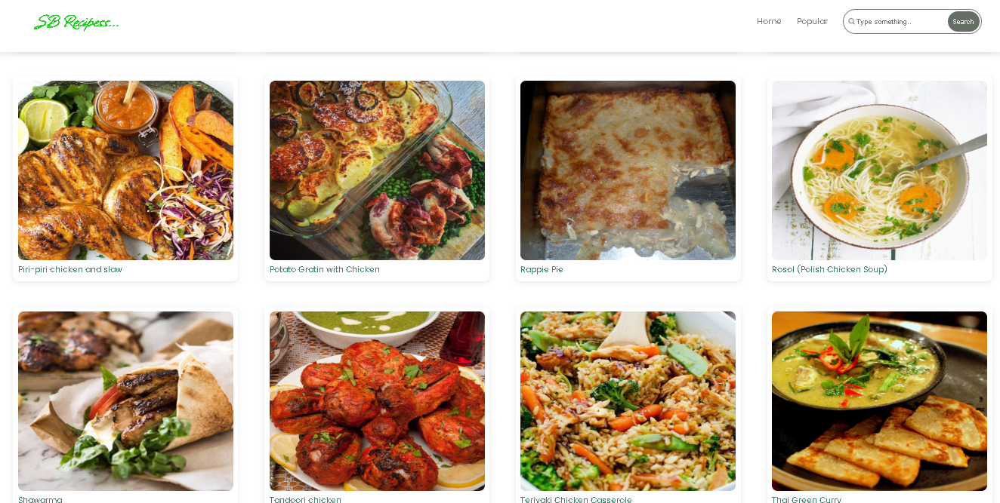 SB Recipess...
Home
Popular
Type something..
Search
Piri-piri chicken and slaw
Potato Gratin with Chicken
Rappie Pie
Rosol (Polish Chicken Soup)
Shawarma
Tandoori chicken
Teriyaki Chicken Casserole
Thai Green Curry